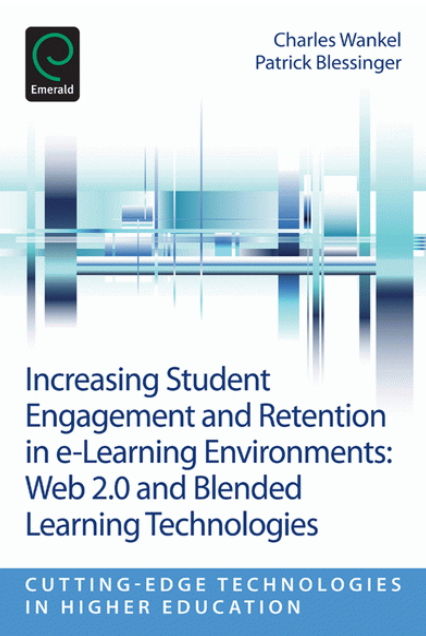 Charles Wankel
Patrick Blessinger
Emerald
Increasing Student
Engagement and Retention
in e-Learning Environments:
Web 2.0 and Blended
Learning Technologies
CUTTING-EDGE TECHNOLOGIES
IN HIGHER EDUCATION